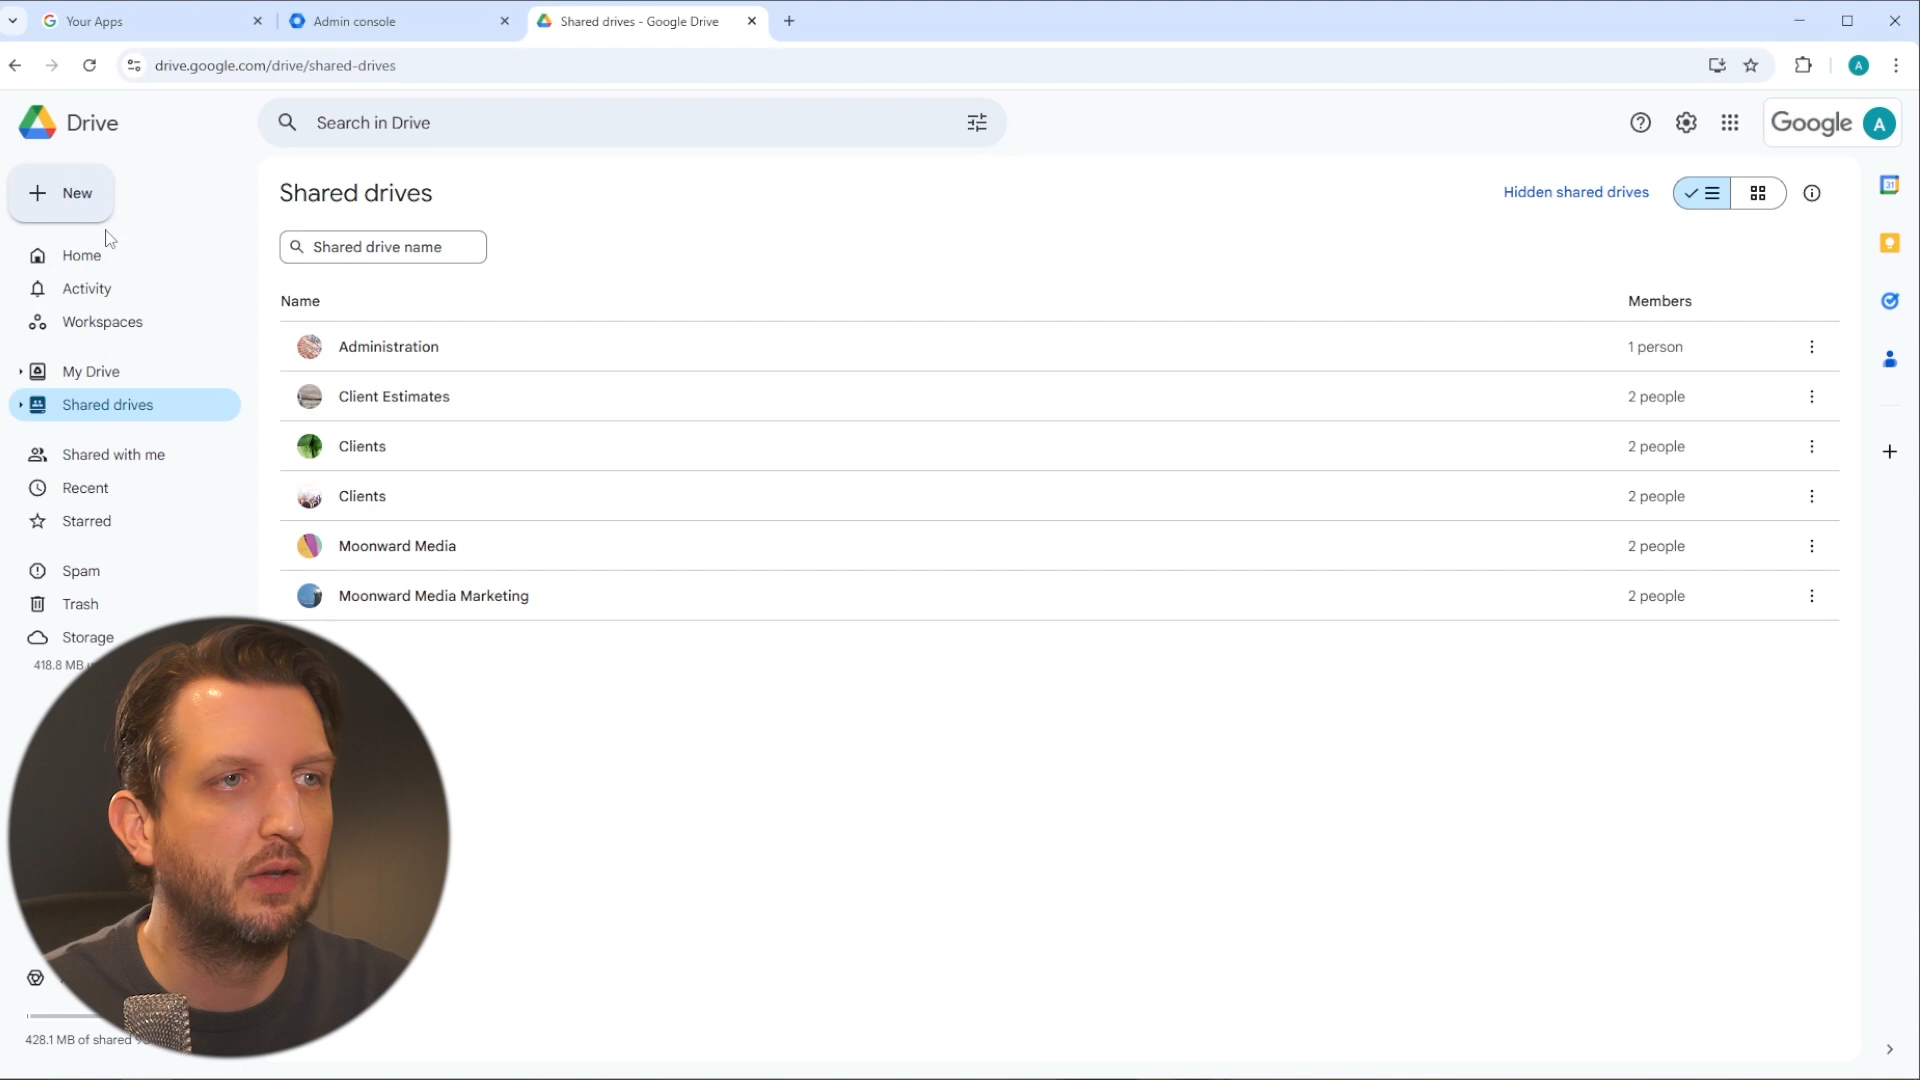 Your Apps
Admin console
Shared drives - Google Drive
drive.google.com/drive/shared-drives
A
Drive
Search in Drive
Google
A
New
Shared drives
Hidden shared drives
Shared drive name
31
Home
Activity
Workspaces
My Drive
Shared drives
Shared with me
Recent
Starred
Spam
Trash
Storage
418.8 MB
Name
Members
Administration
1 person
Client Estimates
2 people
Clients
2 people
Clients
2 people
Moonward Media
2 people
Moonward Media Marketing
2 people
428.1 MB of shared